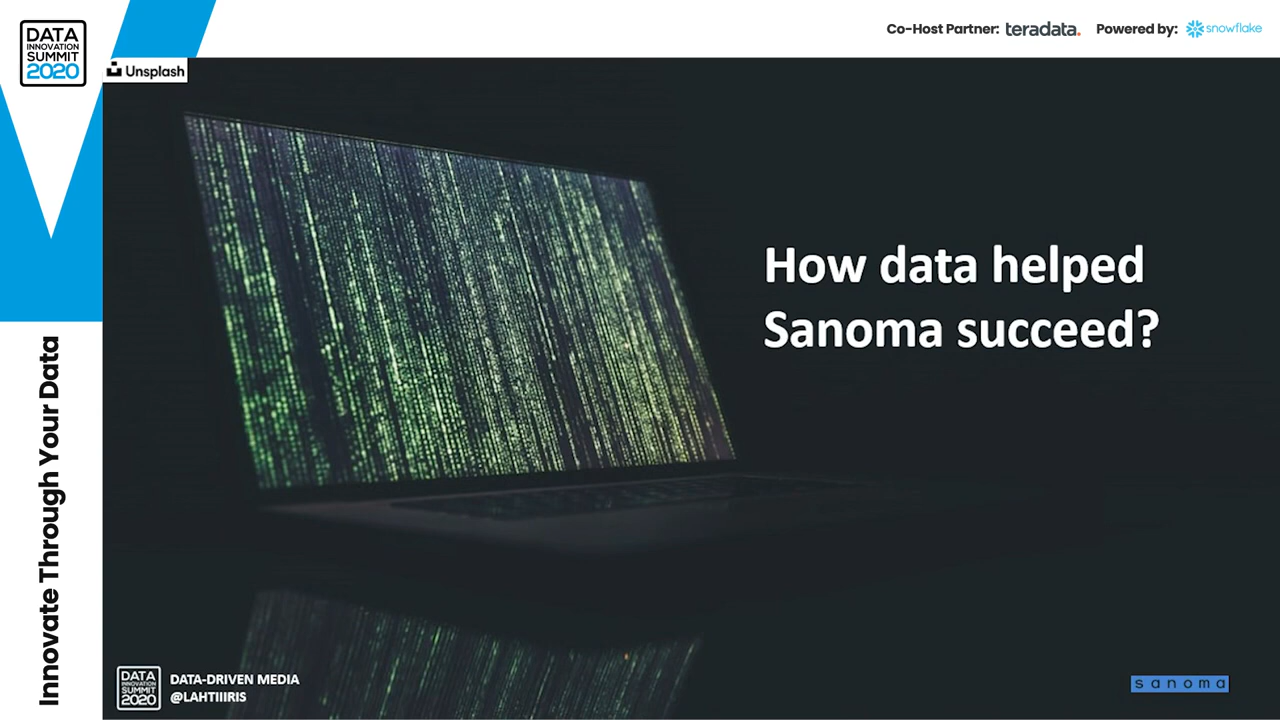 DATA
INNOVATION
SUMMIT
2020
Co-Host Partner: teradata. Powered by: snowflake
Unsplash
How data helped
Sanoma succeed?
Innovate Through Your Data
DATA
INNOVATION
SUMMIT
2020
DATA-DRIVEN MEDIA
@LAHTIIIRIS
sanoma